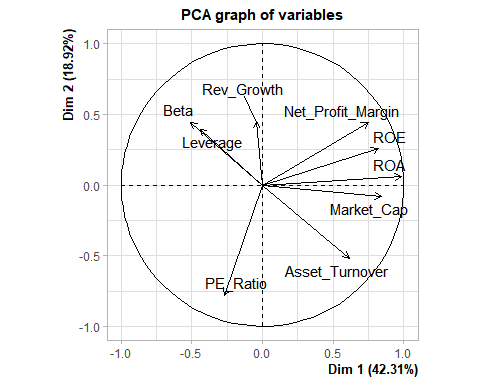 PCA graph of variables
Dim 2 (18.92%)
1.0
0.5
0.0
-0.5
-1.0
Rev_Growth
Beta
Net_Profit_Margin
Leverage
ROE
ROA
Market_Cap
Asset_Turnover
PE_Ratio
-1.0 -0.5 0.0 0.5 1.0
Dim 1 (42.31%)